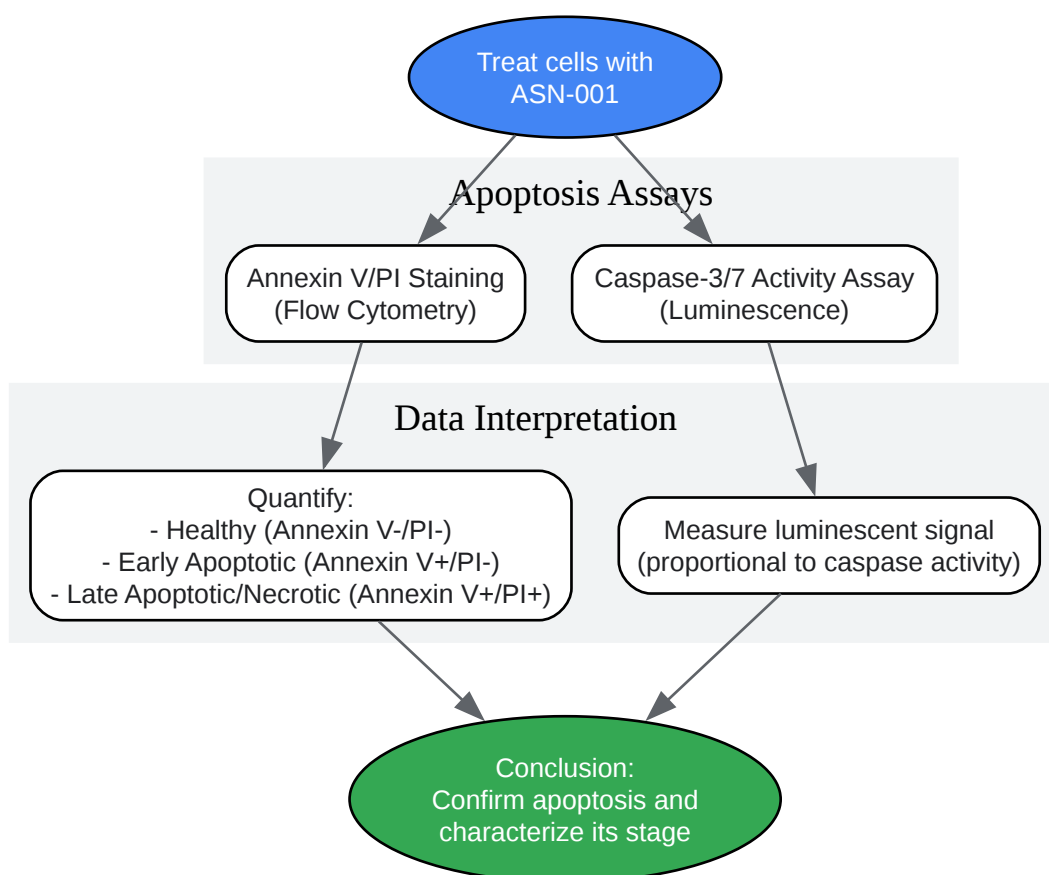 Treat cells with
ASN-001
Apoptosis Assays
Annexin V/PI Staining
(Flow Cytometry)
Caspase-3/7 Activity Assay
(Luminescence)
Data Interpretation
Quantify:
- Healthy (Annexin V-/PI-)
- Early Apoptotic (Annexin V+/PI-)
- Late Apoptotic/Necrotic (Annexin V+/PI+)
Measure luminescent signal
(proportional to caspase activity)
Conclusion:
Confirm apoptosis and
characterize its stage